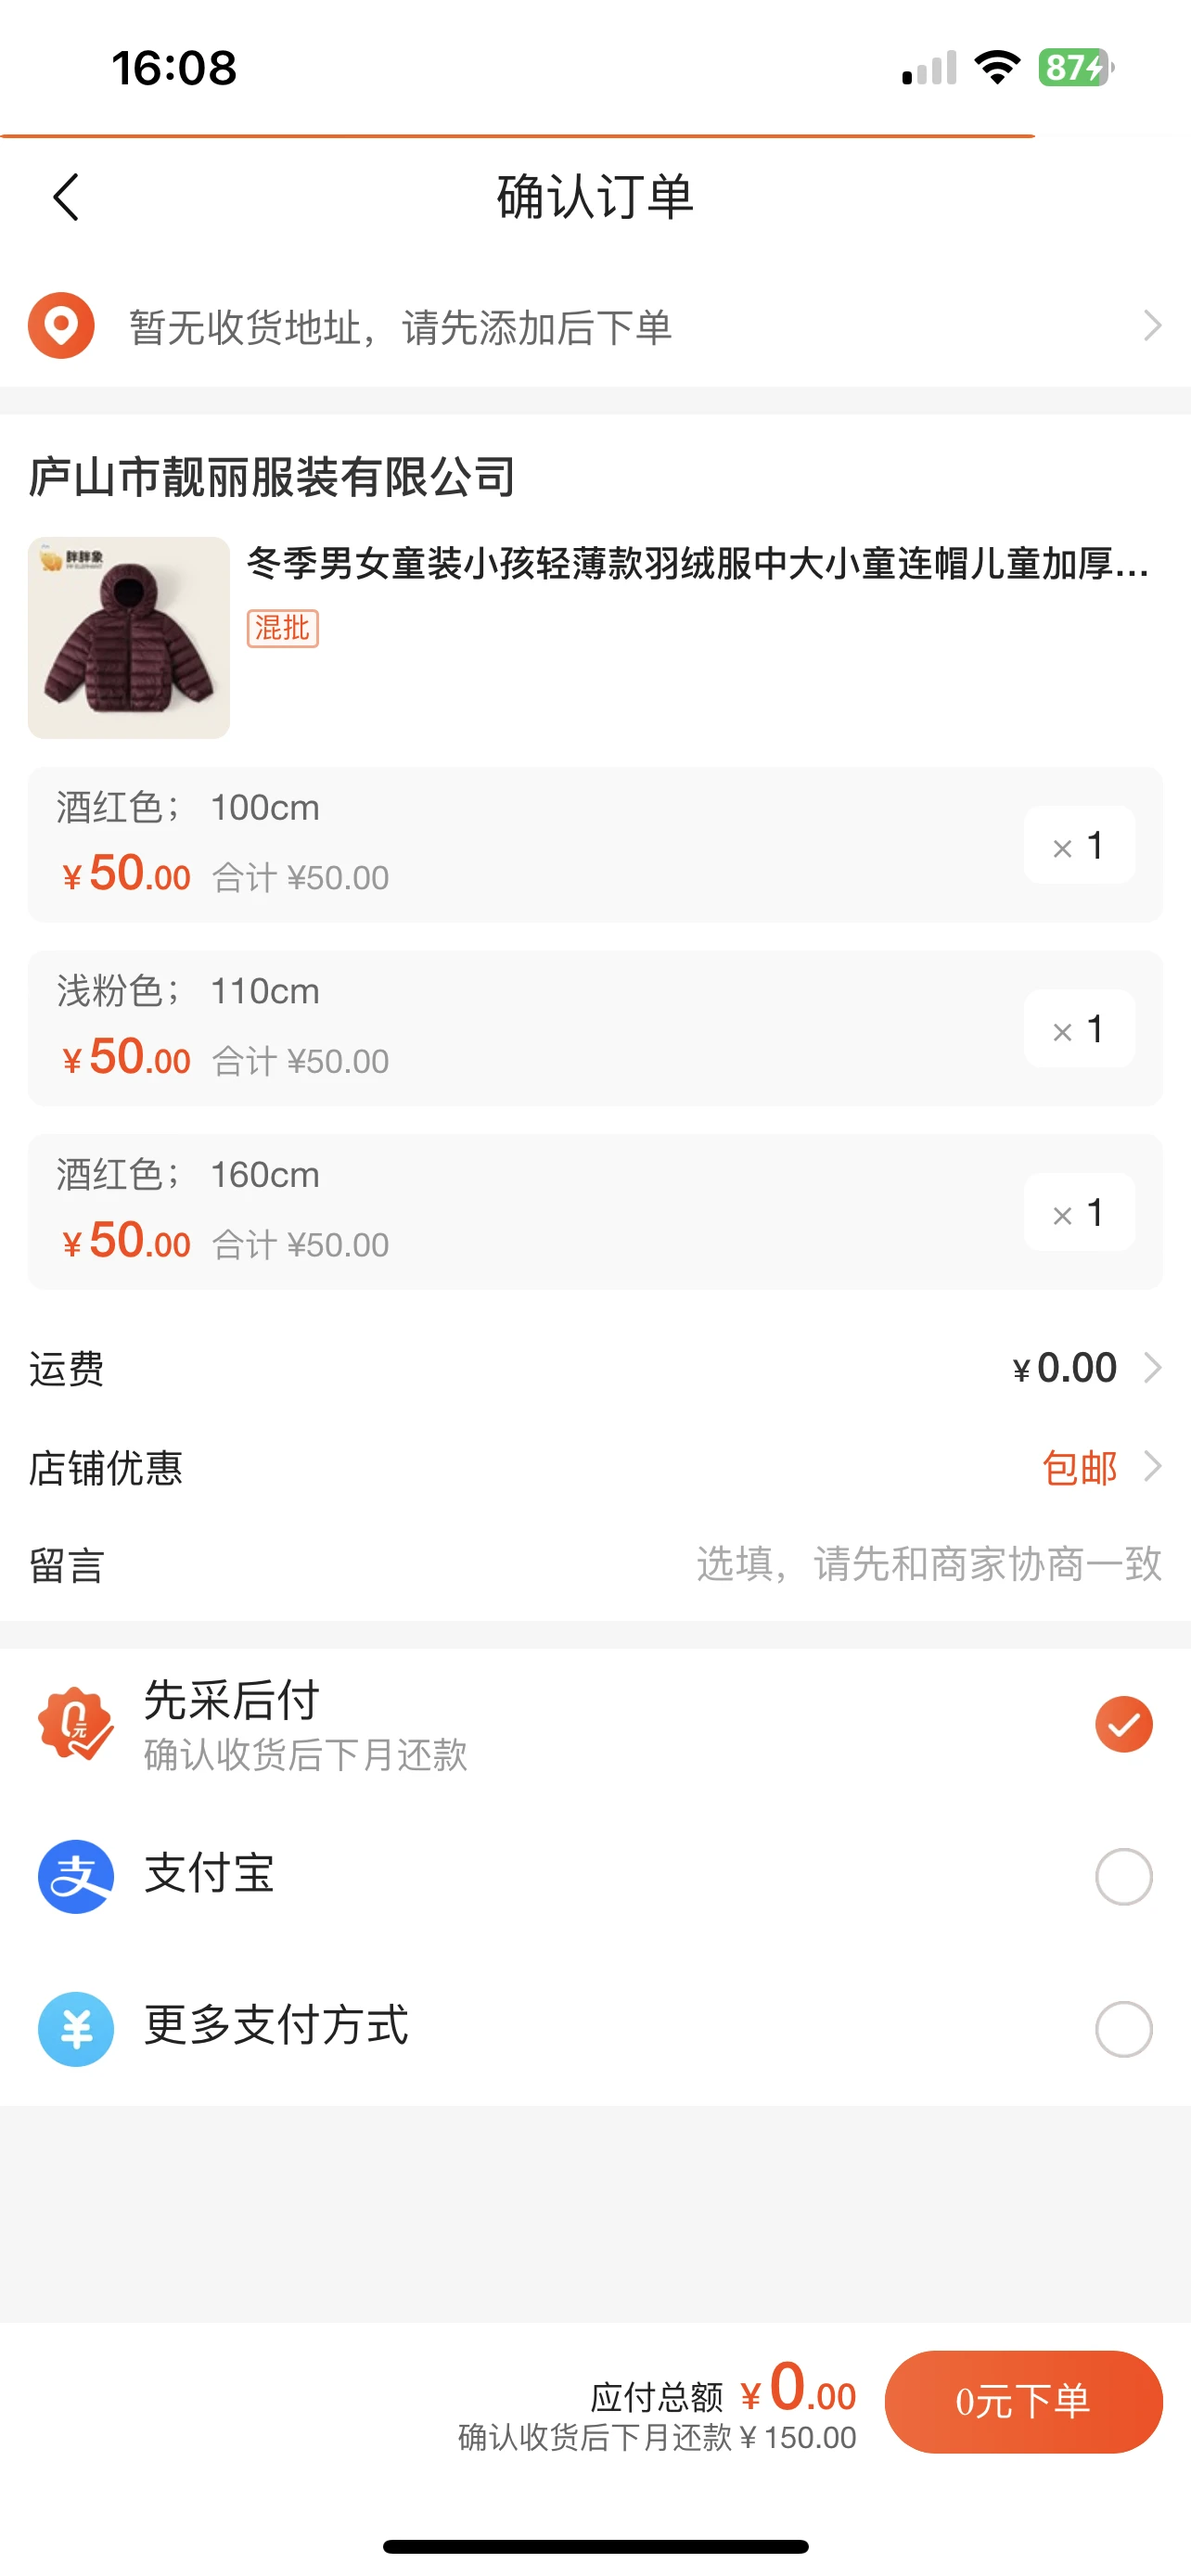 16:08
87
确认订单
暂无收货地址，请先添加后下单
庐山市靓丽服装有限公司
胖胖象
冬季男女童装小孩轻薄款羽绒服中大小童连帽儿童加厚...
混批
酒红色； 100cm
¥50.00 合计 ¥50.00
× 1
浅粉色； 110cm
¥50.00 合计 ¥50.00
× 1
酒红色； 160cm
¥50.00 合计 ¥50.00
× 1
运费 ¥0.00
店铺优惠 包邮
留言 选填，请先和商家协商一致
0元
先采后付
确认收货后下月还款
支 支付宝
¥ 更多支付方式
应付总额 ¥0.00
确认收货后下月还款 ¥150.00
0元下单